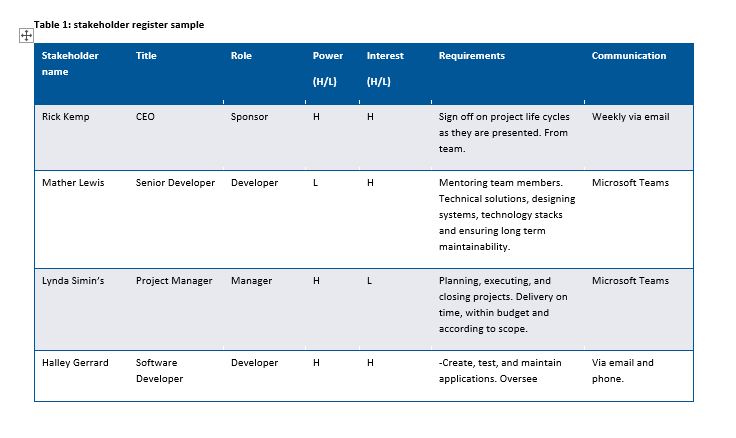 Table 1: stakeholder register sample
Stakeholder name Title Role Power (H/L) Interest (H/L) Requirements Communication
Rick Kemp CEO Sponsor H H Sign off on project life cycles as they are presented. From team. Weekly via email
Mather Lewis Senior Developer Developer L H Mentoring team members. Technical solutions, designing systems, technology stacks and ensuring long term maintainability. Microsoft Teams
Lynda Simin’s Project Manager Manager H L Planning, executing, and closing projects. Delivery on time, within budget and according to scope. Microsoft Teams
Halley Gerrard Software Developer Developer H H -Create, test, and maintain applications. Oversee Via email and phone.